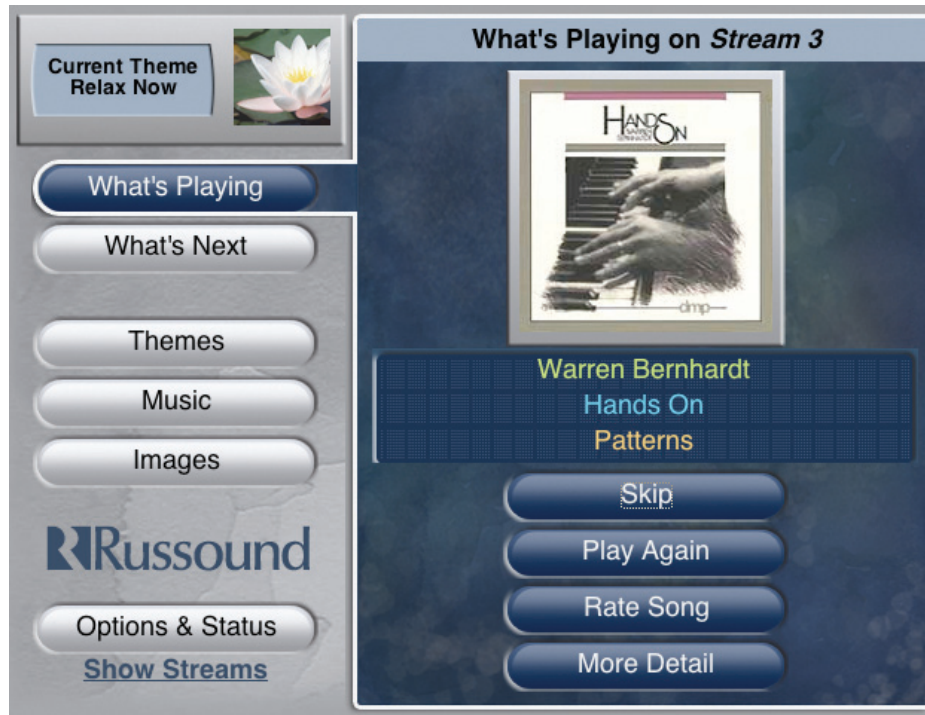 Current Theme
Relax Now
What's Playing
What's Next
Themes
Music
Images
Russound
Options & Status
Show Streams
What's Playing on Stream 3
HANDS ON
WARREN
BERNHARDT
dmp
Warren Bernhardt
Hands On
Patterns
Skip
Play Again
Rate Song
More Detail